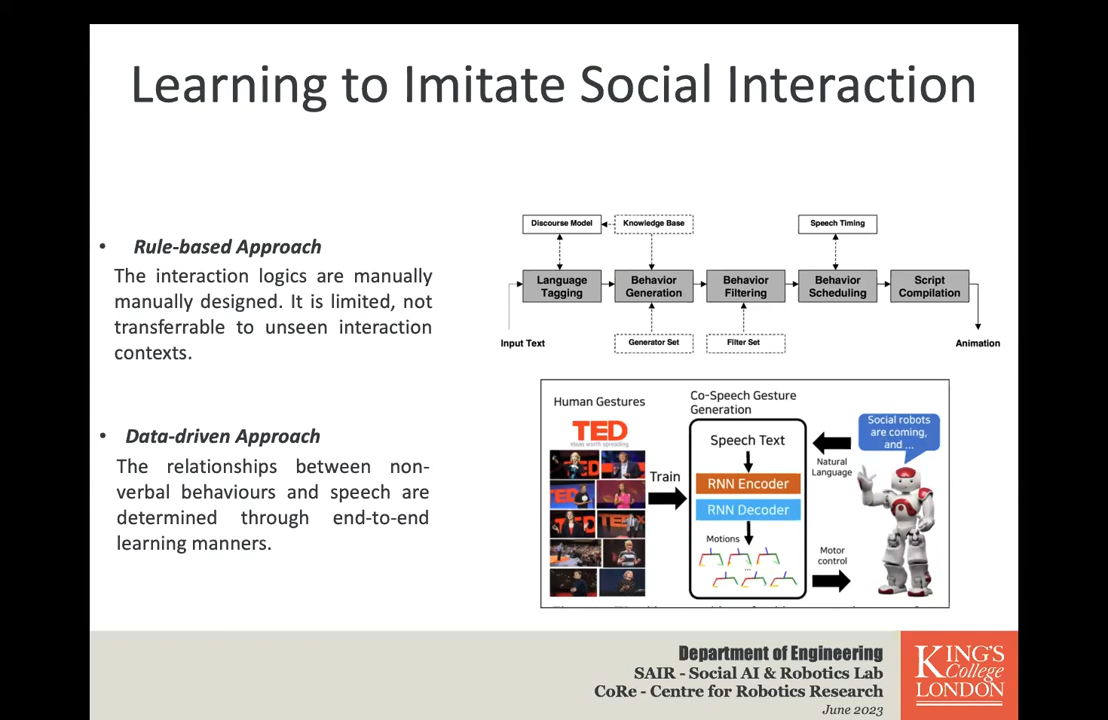 Learning to Imitate Social Interaction
• Rule-based Approach
The interaction logics are manually
manually designed. It is limited, not
transferrable to unseen interaction
contexts.
• Data-driven Approach
The relationships between non-
verbal behaviours and speech are
determined through end-to-end
learning manners.
Discourse Model
Knowledge Base
Speech Timing
Language
Tagging
Behavior
Generation
Behavior
Filtering
Behavior
Scheduling
Script
Compilation
Input Text
Generator Set
Filter Set
Animation
Human Gestures
TED
Ideas worth spreading
Train
Co-Speech Gesture
Generation
Speech Text
RNN Encoder
RNN Decoder
Motions
...
Social robots
are coming,
and ...
Natural
Language
Motor
control
Department of Engineering
SAIR - Social AI & Robotics Lab
CoRe - Centre for Robotics Research
June 2023
KING'S
College
LONDON